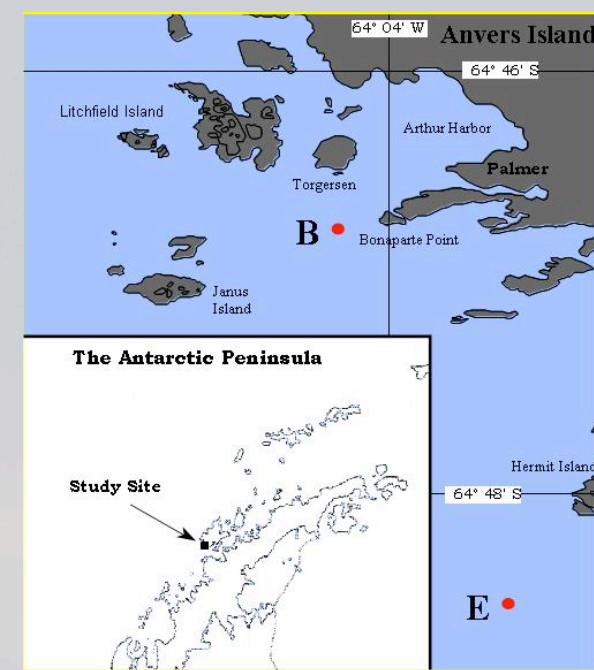 64° 04' W
Anvers Island
64° 46' S
Litchfield Island
Arthur Harbor
Palmer
Torgersen
B
Bonaparte Point
Janus
Island
The Antarctic Peninsula
Study Site
Hermit Island
64° 48' S
E